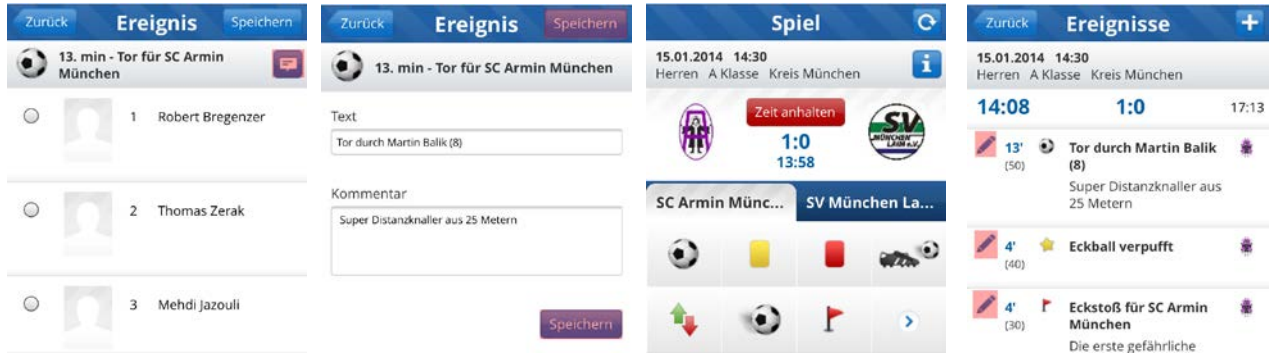 Zurück
Ereignis
Speichern
13. min - Tor für SC Armin
München
1 Robert Bregenzer
2 Thomas Zerak
3 Mehdi Jazouli
Zurück
Ereignis
Speichern
13. min - Tor für SC Armin München
Text
Tor durch Martin Balik (8)
Kommentar
Super Distanzknaller aus 25 Metern
Speichern
Spiel
15.01.2014 14:30
Herren A Klasse Kreis München
Zeit anhalten
1:0
13:58
SV
MÜNCHEN
LAIM e.V.
SC Armin Münc...
SV München La...
Zurück
Ereignisse
15.01.2014 14:30
Herren A Klasse Kreis München
14:08 1:0 17:13
13' Tor durch Martin Balik
(50) (8)
Super Distanzknaller aus
25 Metern
4' Eckball verpufft
(40)
4' Eckstoß für SC Armin
(30) München
Die erste gefährliche